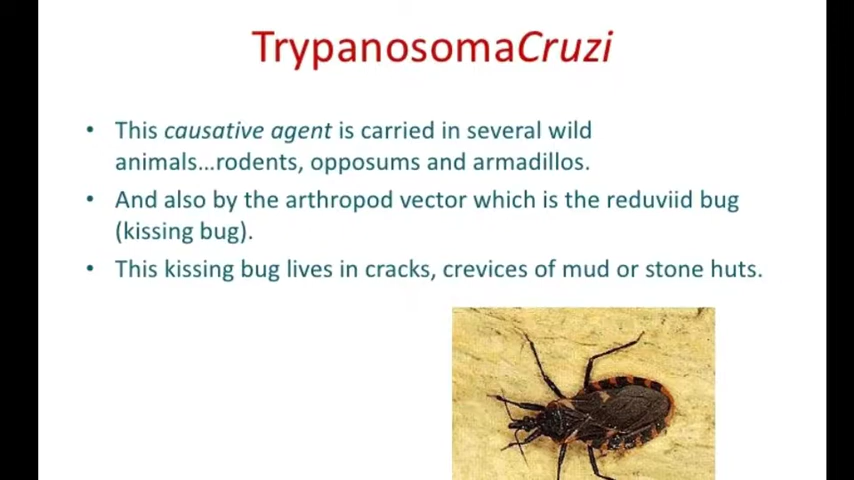 TrypanosomaCruzi
• This causative agent is carried in several wild
animals...rodents, opposums and armadillos.
• And also by the arthropod vector which is the reduviid bug
(kissing bug).
• This kissing bug lives in cracks, crevices of mud or stone huts.